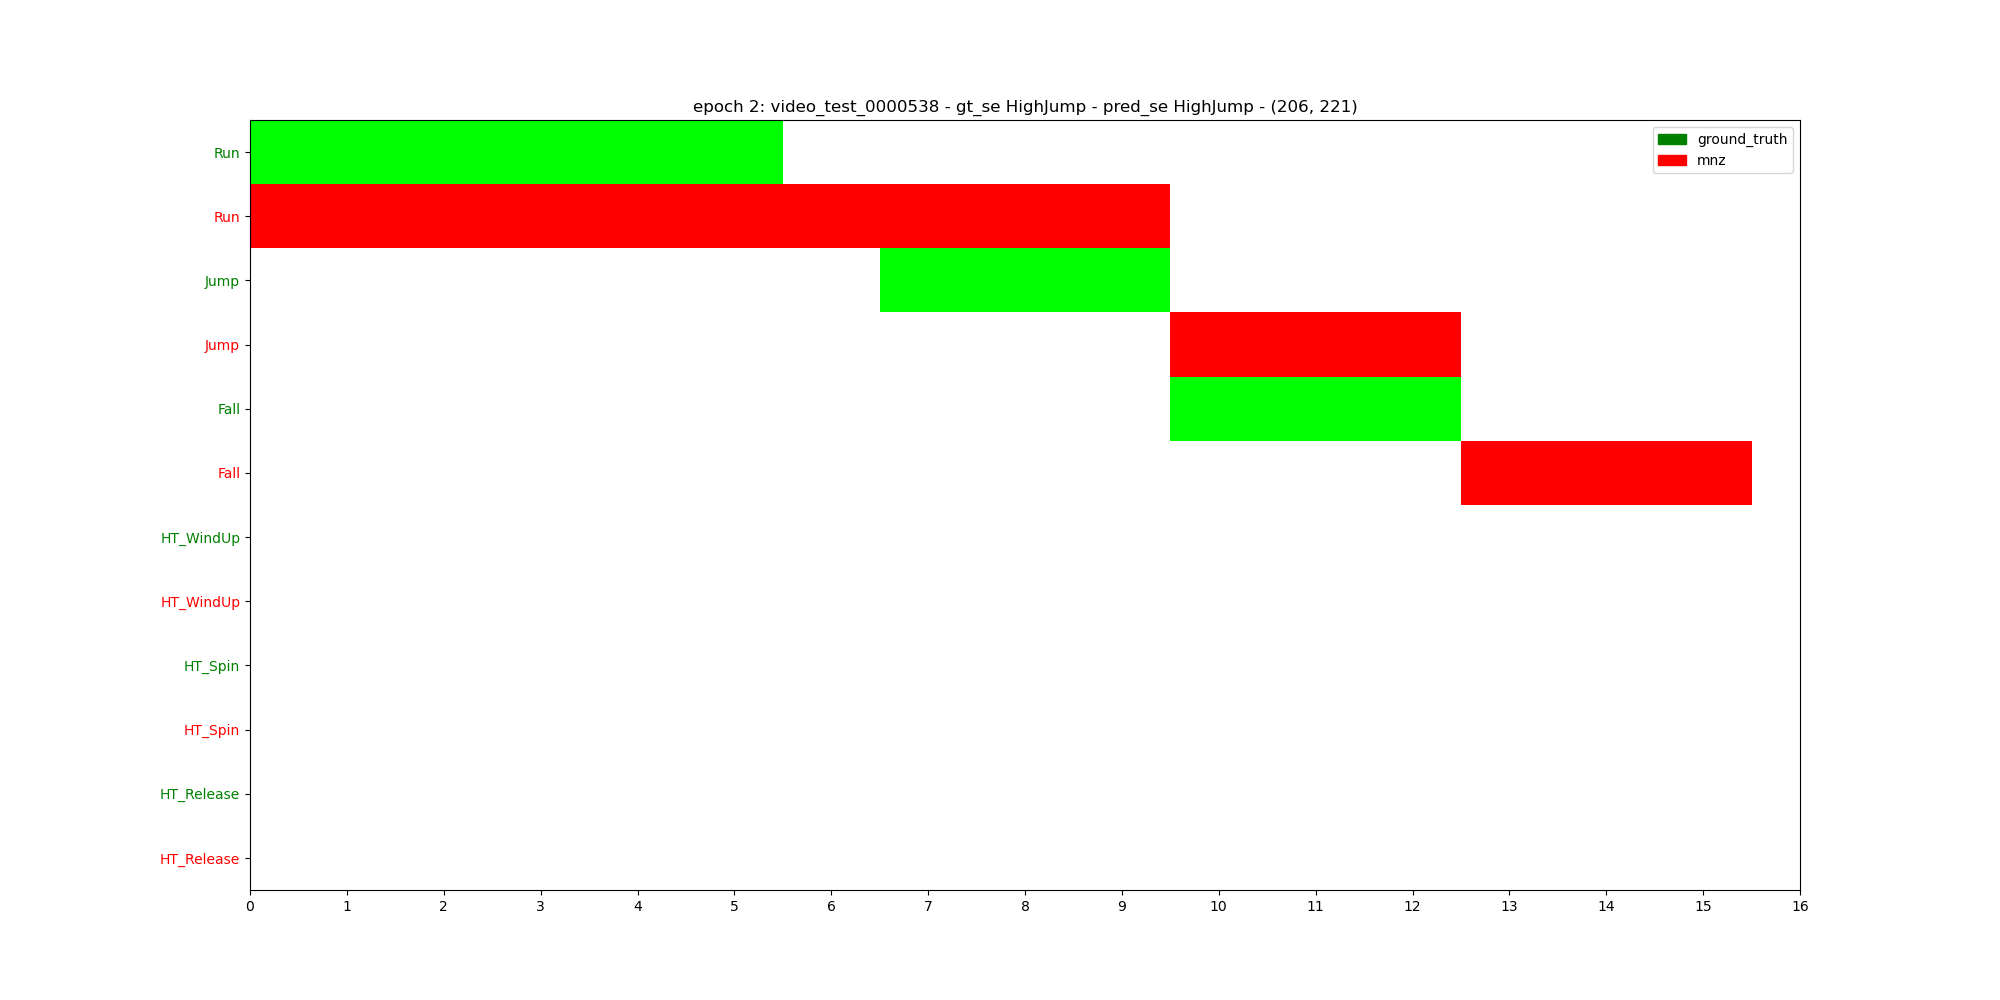 epoch 2: video_test_0000538 - gt_se HighJump - pred_se HighJump - (206, 221)
ground_truth
mnz
Run
Run
Jump
Jump
Fall
Fall
HT_WindUp
HT_WindUp
HT_Spin
HT_Spin
HT_Release
HT_Release
0 1 2 3 4 5 6 7 8 9 10 11 12 13 14 15 16